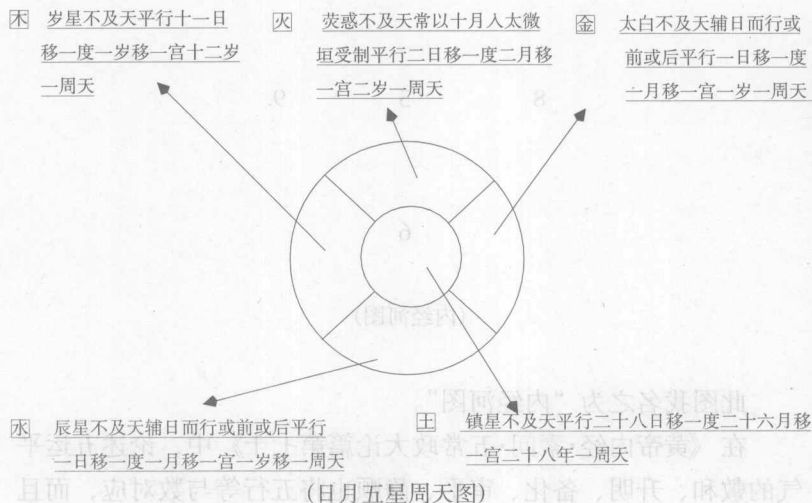 木 岁星不及天平行十一日
移一度一岁移一宫十二岁
一周天
火 荧惑不及天常以十月入太微
垣受制平行二日移一度二月移
一宫二岁一周天
金 太白不及天辅日而行或
前或后平行一日移一度
一月移一宫一岁一周天
水 辰星不及天辅日而行或前或后平行
一日移一度一月移一宫一岁移一周天
土 镇星不及天平行二十八日移一度二十六月移
一宫二十八年一周天
(日月五星周天图)